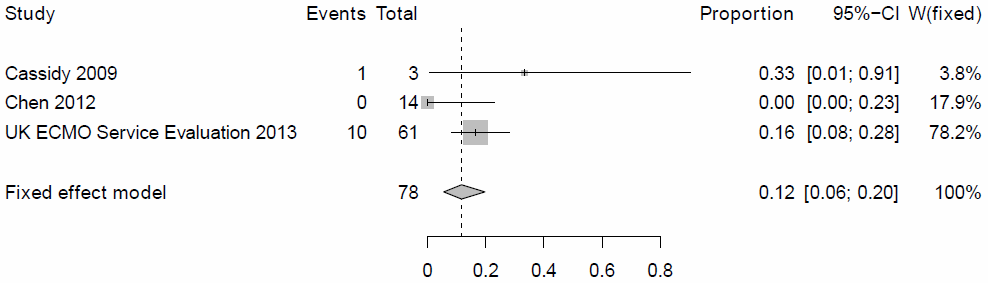 Study Events Total Proportion 95%−CI W(fixed)
Cassidy 2009 1 3 0.33 [0.01; 0.91] 3.8%
Chen 2012 0 14 0.00 [0.00; 0.23] 17.9%
UK ECMO Service Evaluation 2013 10 61 0.16 [0.08; 0.28] 78.2%
Fixed effect model 78 0.12 [0.06; 0.20] 100%
0 0.2 0.4 0.6 0.8